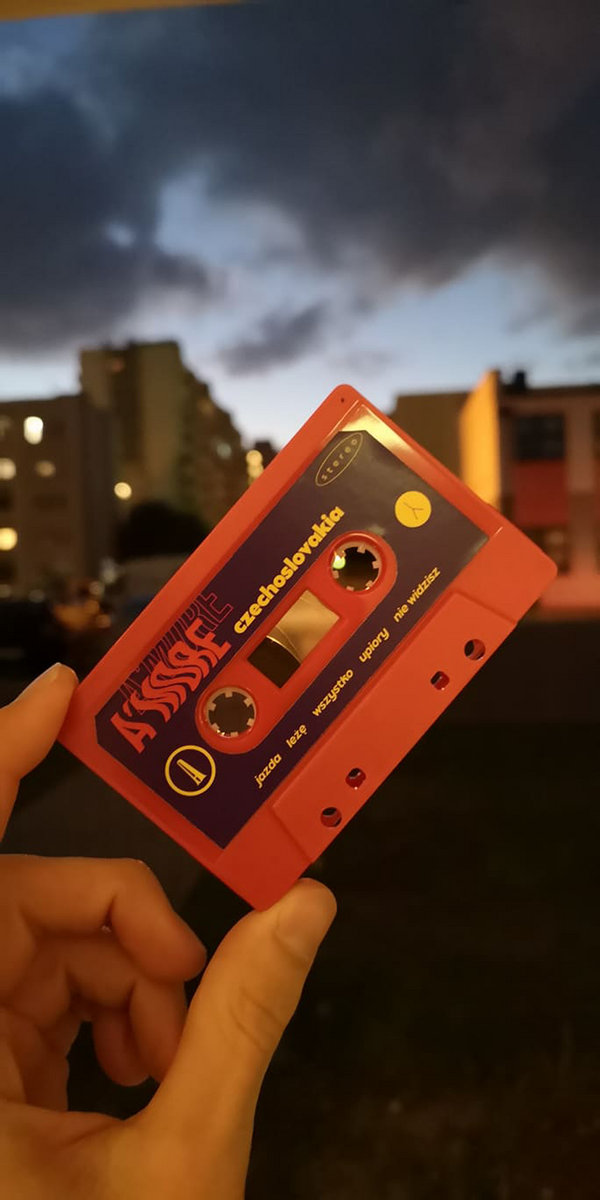 stereo
czechoslovakia
A
jazda leżę wszystko upiory nie widzisz